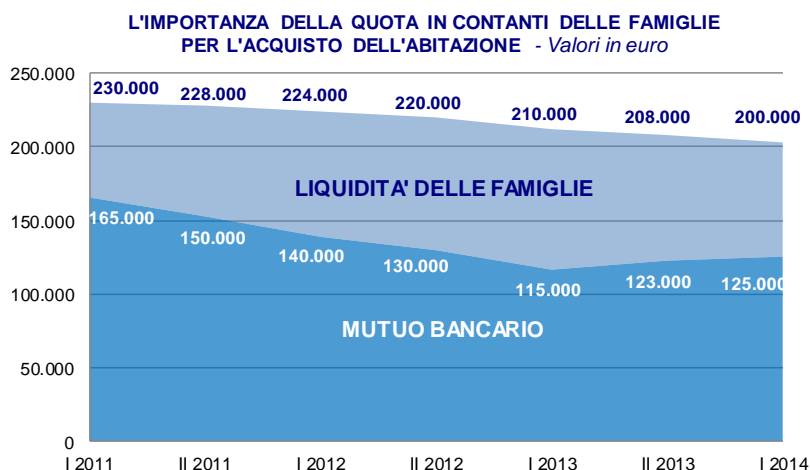 L'IMPORTANZA DELLA QUOTA IN CONTANTI DELLE FAMIGLIE
PER L'ACQUISTO DELL'ABITAZIONE - Valori in euro
250.000
230.000 228.000 224.000 220.000 210.000 208.000 200.000
200.000
LIQUIDITA' DELLE FAMIGLIE
150.000
165.000 150.000 140.000 130.000 115.000 123.000 125.000
100.000
MUTUO BANCARIO
50.000
0
I 2011 II 2011 I 2012 II 2012 I 2013 II 2013 I 2014